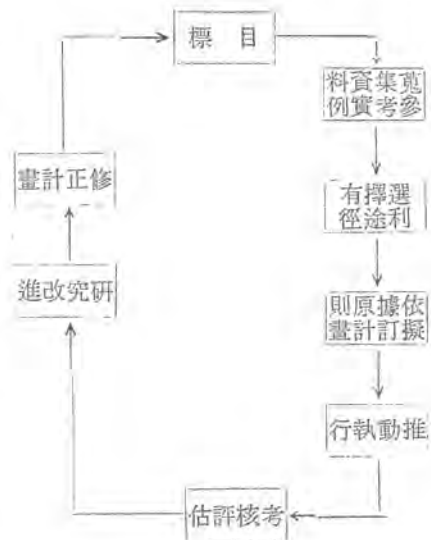 目標
蒐集資料
參考實例
選擇有
利途徑
依據原則
擬訂計畫
推動執行
考核評估
研究改進
修正計畫